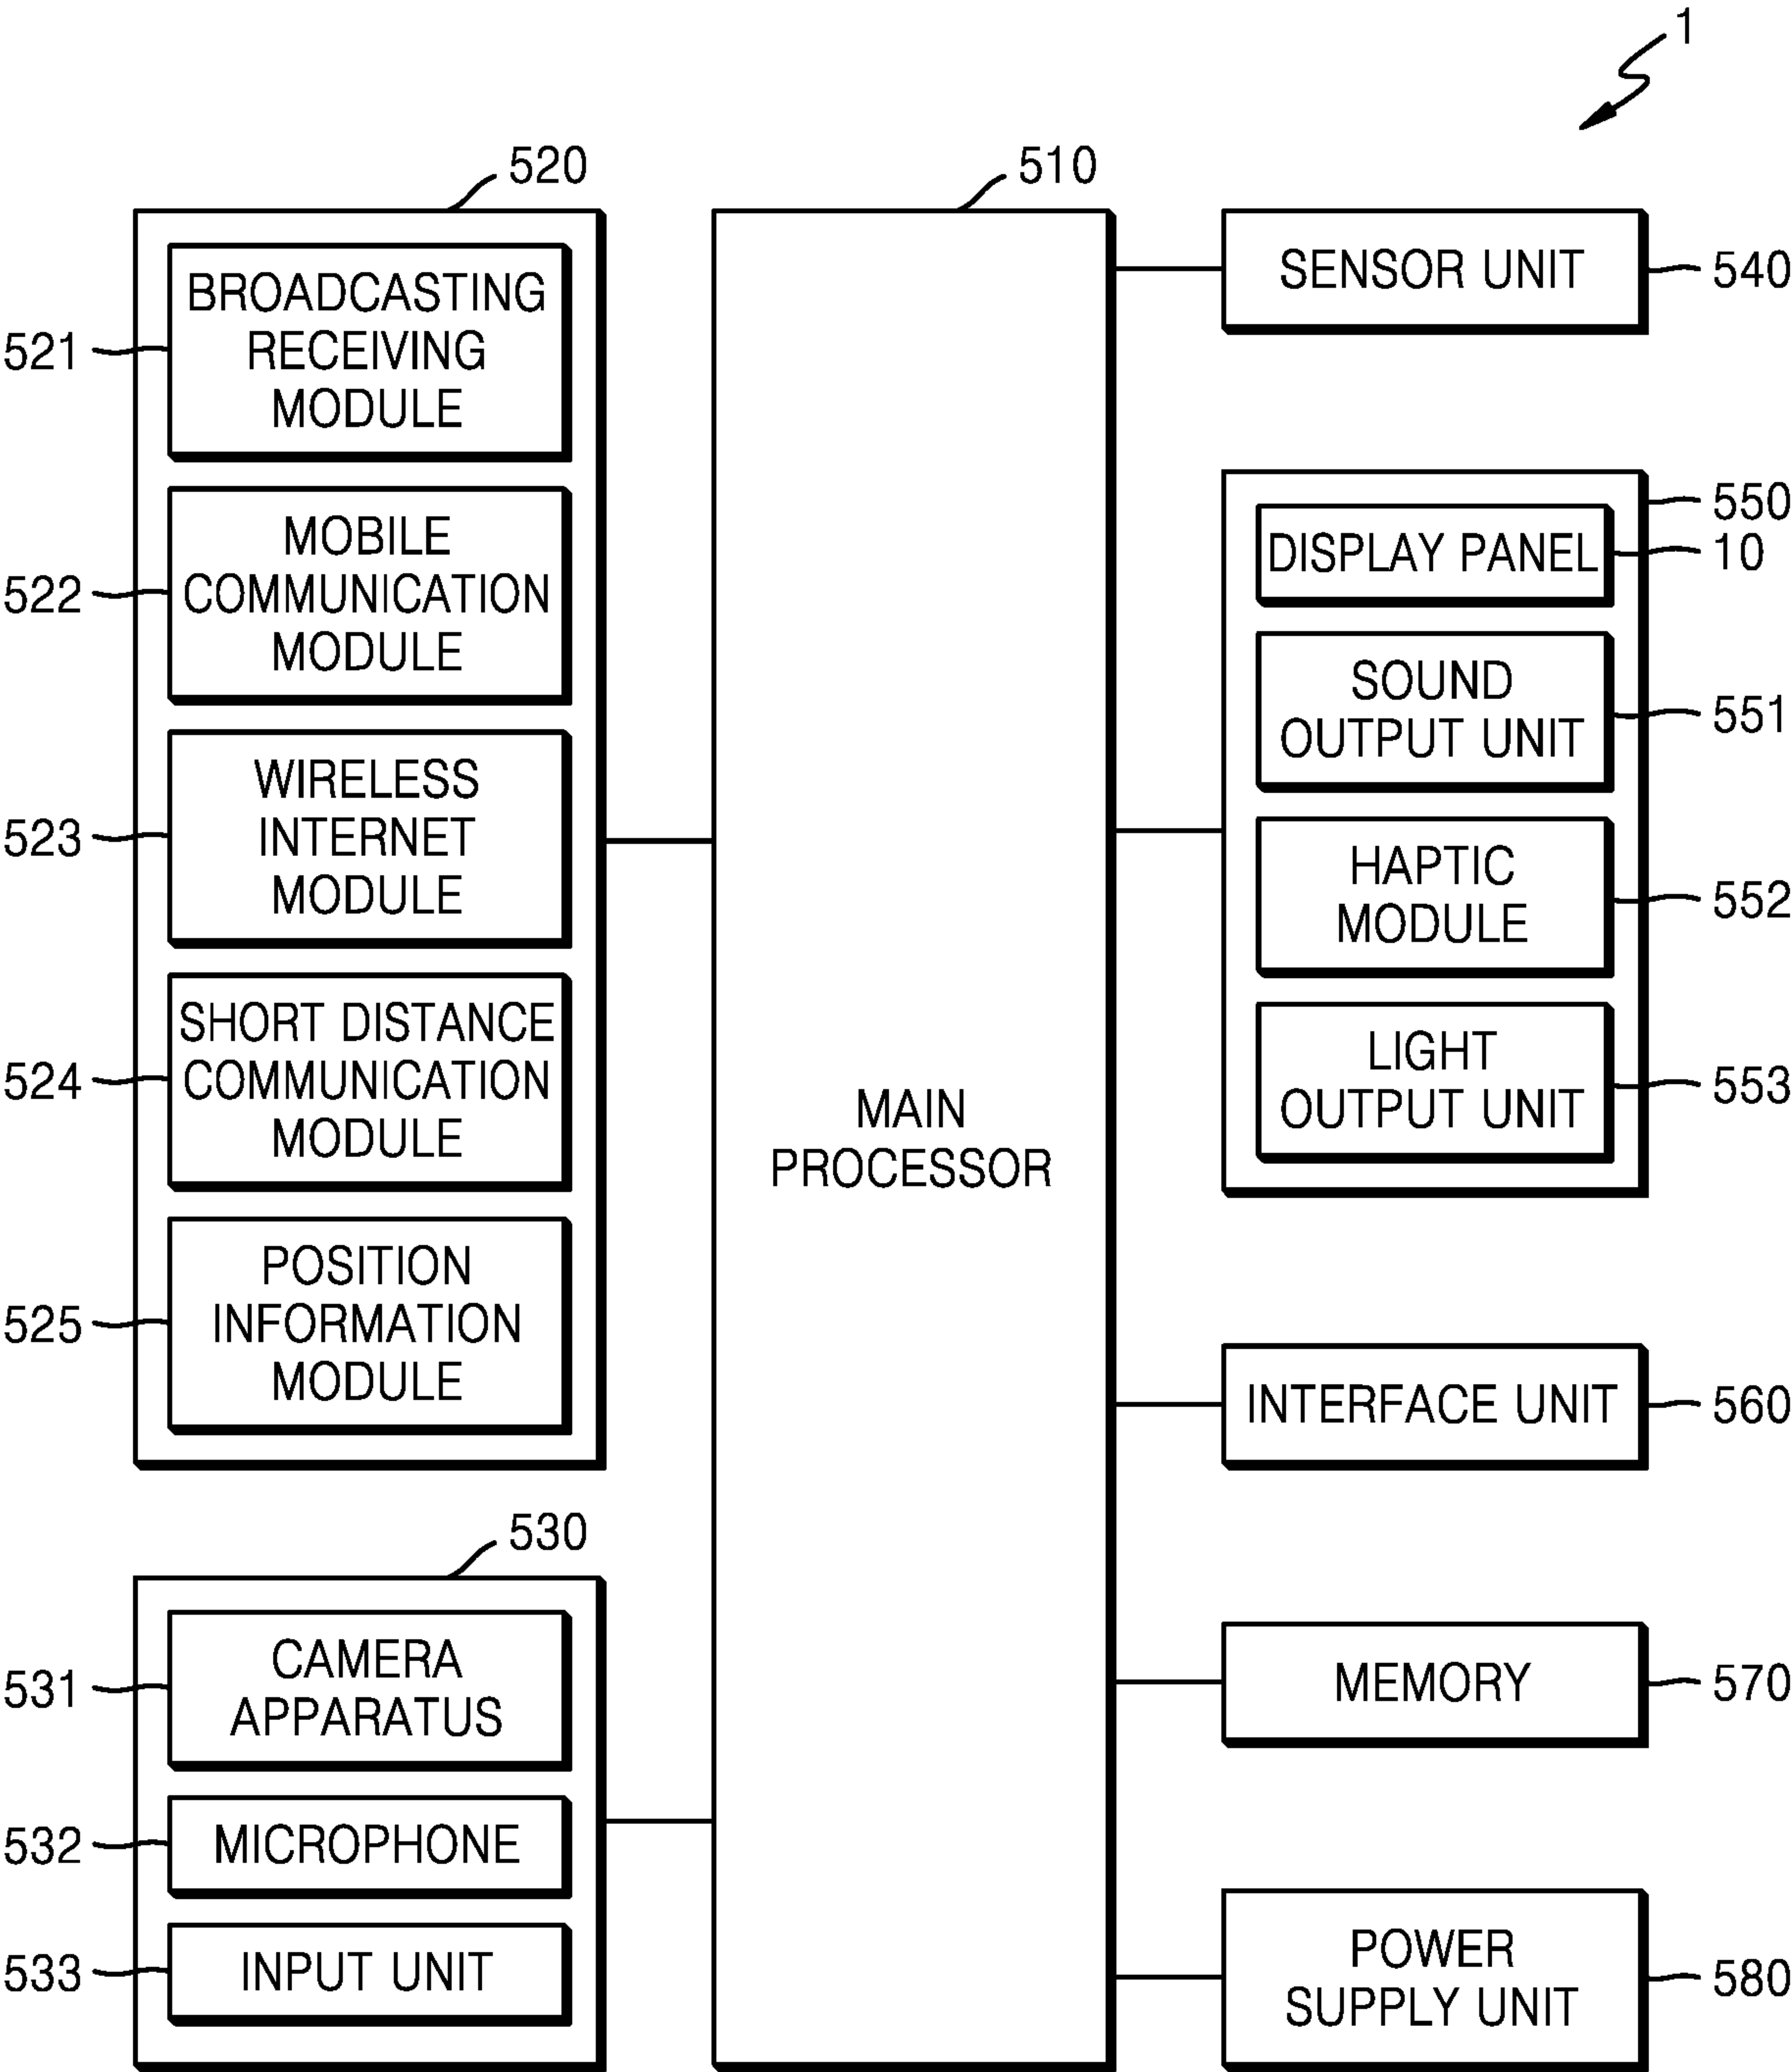 1
520
521
BROADCASTING
RECEIVING
MODULE
522
MOBILE
COMMUNICATION
MODULE
523
WIRELESS
INTERNET
MODULE
524
SHORT DISTANCE
COMMUNICATION
MODULE
525
POSITION
INFORMATION
MODULE
530
531
CAMERA
APPARATUS
532
MICROPHONE
533
INPUT UNIT
510
MAIN
PROCESSOR
SENSOR UNIT
540
550
DISPLAY PANEL
10
SOUND
OUTPUT UNIT
551
HAPTIC
MODULE
552
LIGHT
OUTPUT UNIT
553
INTERFACE UNIT
560
MEMORY
570
POWER
SUPPLY UNIT
580